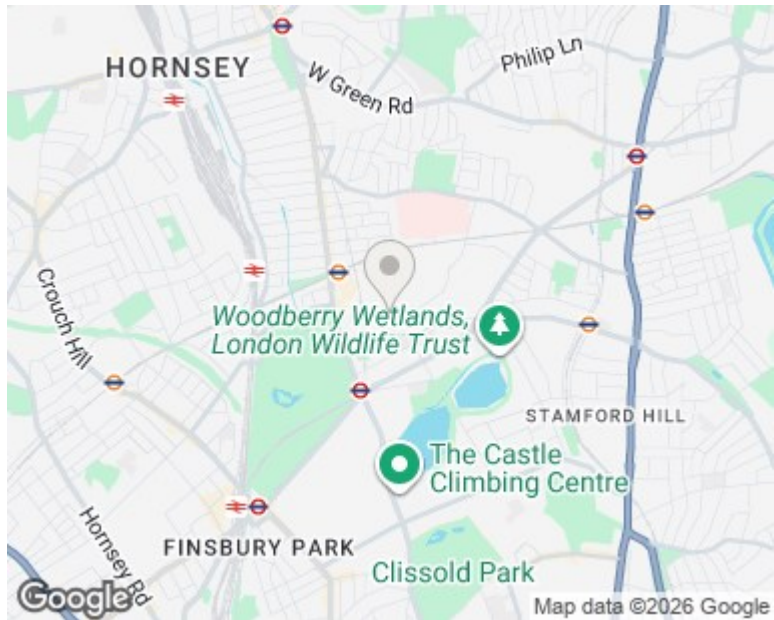 HORNSEY
Philip Ln
W Green Rd
Crouch Hill
Woodberry Wetlands,
London Wildlife Trust
STAMFORD HILL
The Castle
Climbing Centre
Hornsey Rd
FINSBURY PARK
Clissold Park
Google
Map data ©2026 Google